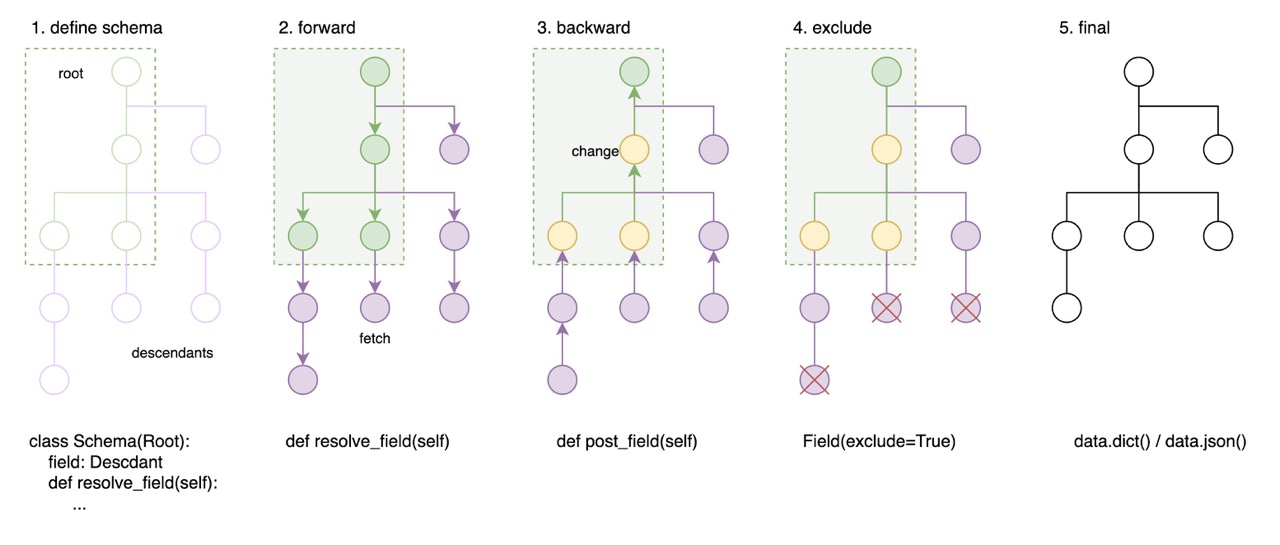 1. define schema
2. forward
3. backward
4. exclude
5. final
root
change
fetch
descendants
class Schema(Root):
field: Descdant
def resolve_field(self):
...
def resolve_field(self)
def post_field(self)
Field(exclude=True)
data.dict() / data.json()